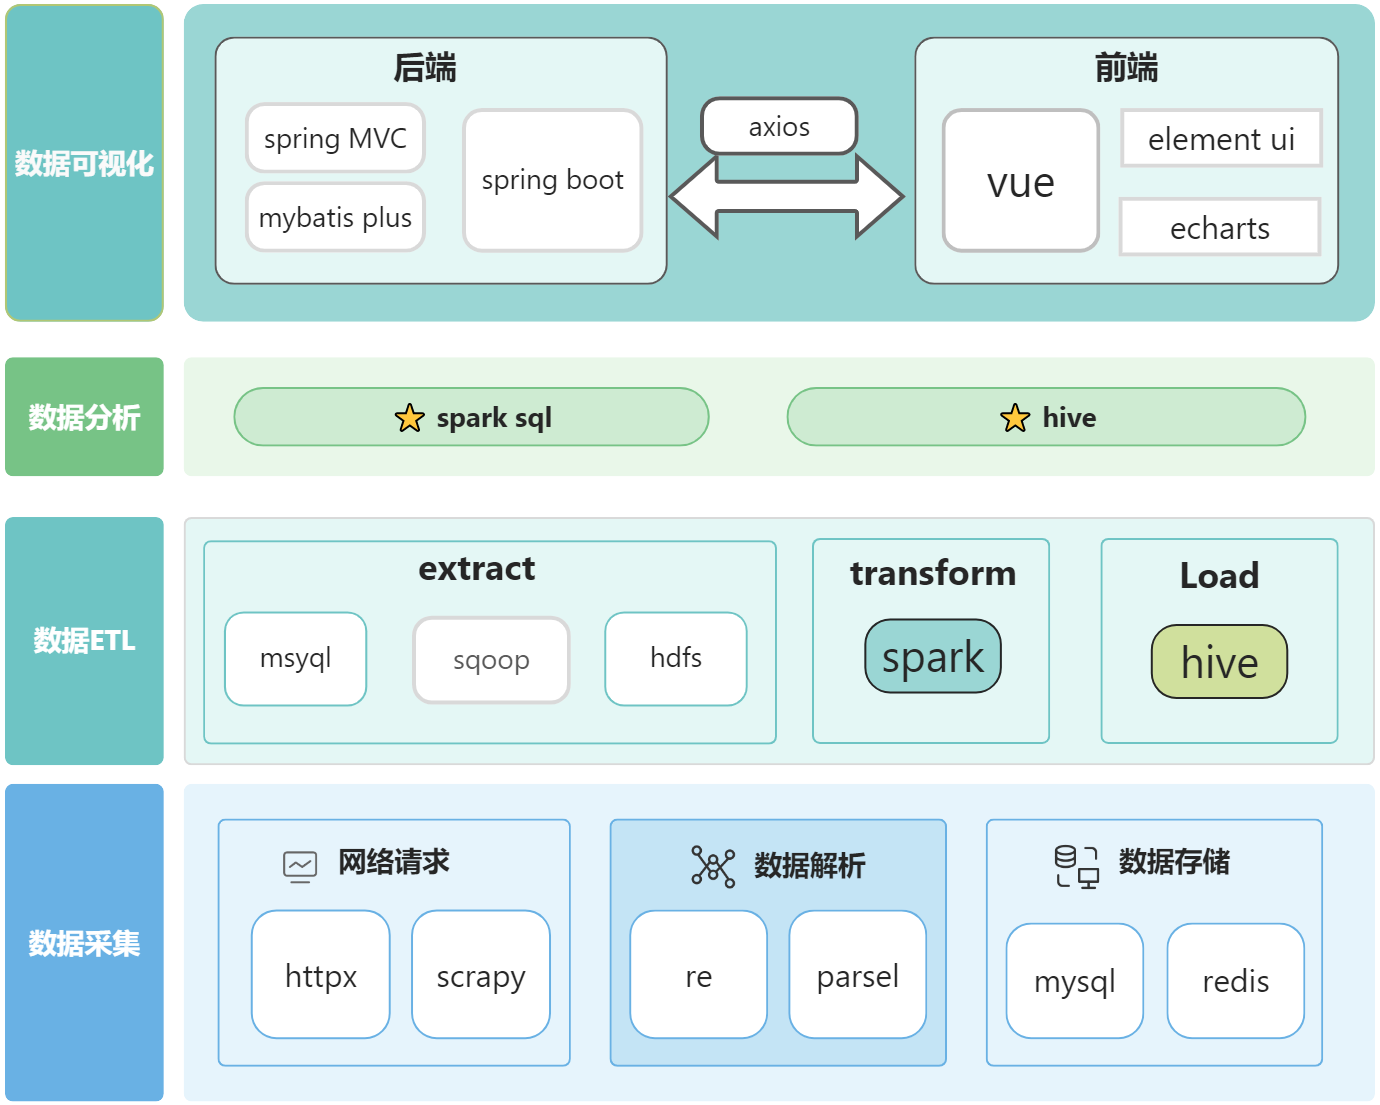 数据可视化
后端
spring MVC
mybatis plus
spring boot
axios
前端
vue
element ui
echarts
数据分析
spark sql
hive
数据ETL
extract
msyql
sqoop
hdfs
transform
spark
Load
hive
数据采集
网络请求
httpx
scrapy
数据解析
re
parsel
数据存储
mysql
redis